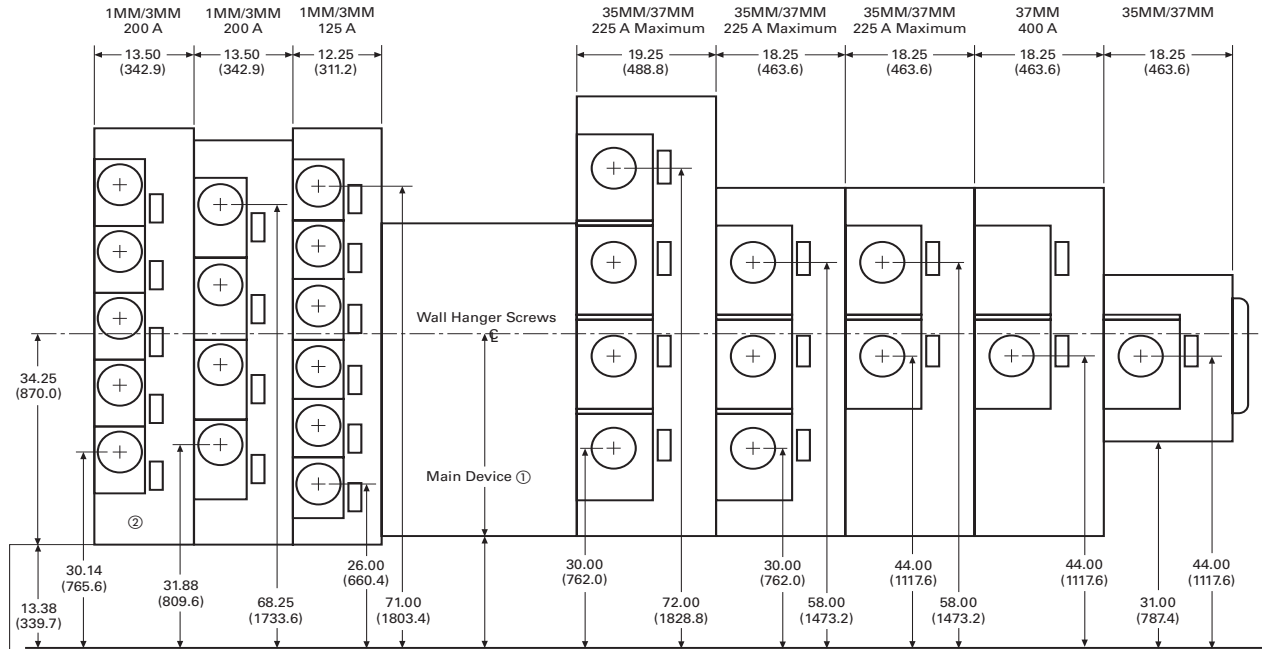 1MM/3MM
200 A
1MM/3MM
200 A
1MM/3MM
125 A
35MM/37MM
225 A Maximum
35MM/37MM
225 A Maximum
35MM/37MM
225 A Maximum
37MM
400 A
35MM/37MM
13.50
(342.9)
13.50
(342.9)
12.25
(311.2)
19.25
(488.8)
18.25
(463.6)
18.25
(463.6)
18.25
(463.6)
18.25
(463.6)
Wall Hanger Screws
℄
34.25
(870.0)
Main Device ①
②
30.14
(765.6)
31.88
(809.6)
26.00
(660.4)
30.00
(762.0)
30.00
(762.0)
44.00
(1117.6)
44.00
(1117.6)
44.00
(1117.6)
13.38
(339.7)
68.25
(1733.6)
71.00
(1803.4)
72.00
(1828.8)
58.00
(1473.2)
58.00
(1473.2)
31.00
(787.4)